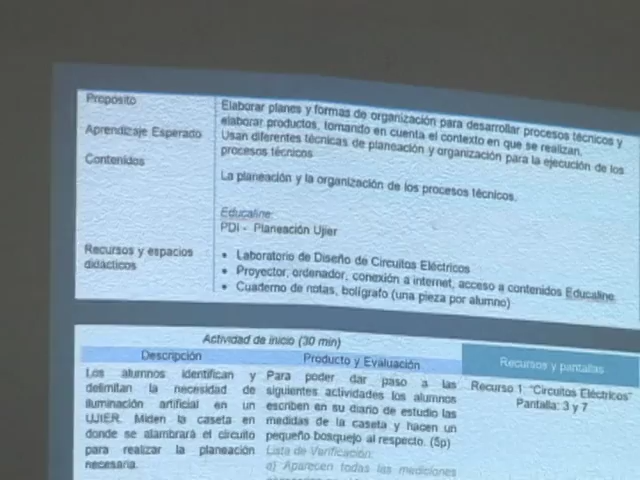 Propósito
Elaborar planes y formas de organización para desarrollar procesos técnicos y
elaborar productos, tomando en cuenta el contexto en que se realizan.
Aprendizaje Esperado
Usan diferentes técnicas de planeación y organización para la ejecución de los
procesos técnicos
Contenidos
La planeación y la organización de los procesos técnicos.
Educaline:
PDI - Planeación Ujier
Recursos y espacios
didácticos
• Laboratorio de Diseño de Circuitos Eléctricos
• Proyector, ordenador, conexión a internet, acceso a contenidos Educaline.
• Cuaderno de notas, bolígrafo (una pieza por alumno)
Actividad de inicio (30 min)
Descripción
Producto y Evaluación
Recursos y pantallas
Los alumnos identifican y
delimitan la necesidad de
iluminación artificial en un
UJIER. Miden la caseta en
donde se alambrará el circuito
para realizar la planeación
necesaria.
Para poder dar paso a las
siguientes actividades los alumnos
escriben en su diario de estudio las
medidas de la caseta y hacen un
pequeño bosquejo al respecto. (5p)
Lista de Verificación:
a) Aparecen todas las mediciones
Recurso 1: "Circuitos Eléctricos"
Pantalla: 3 y 7